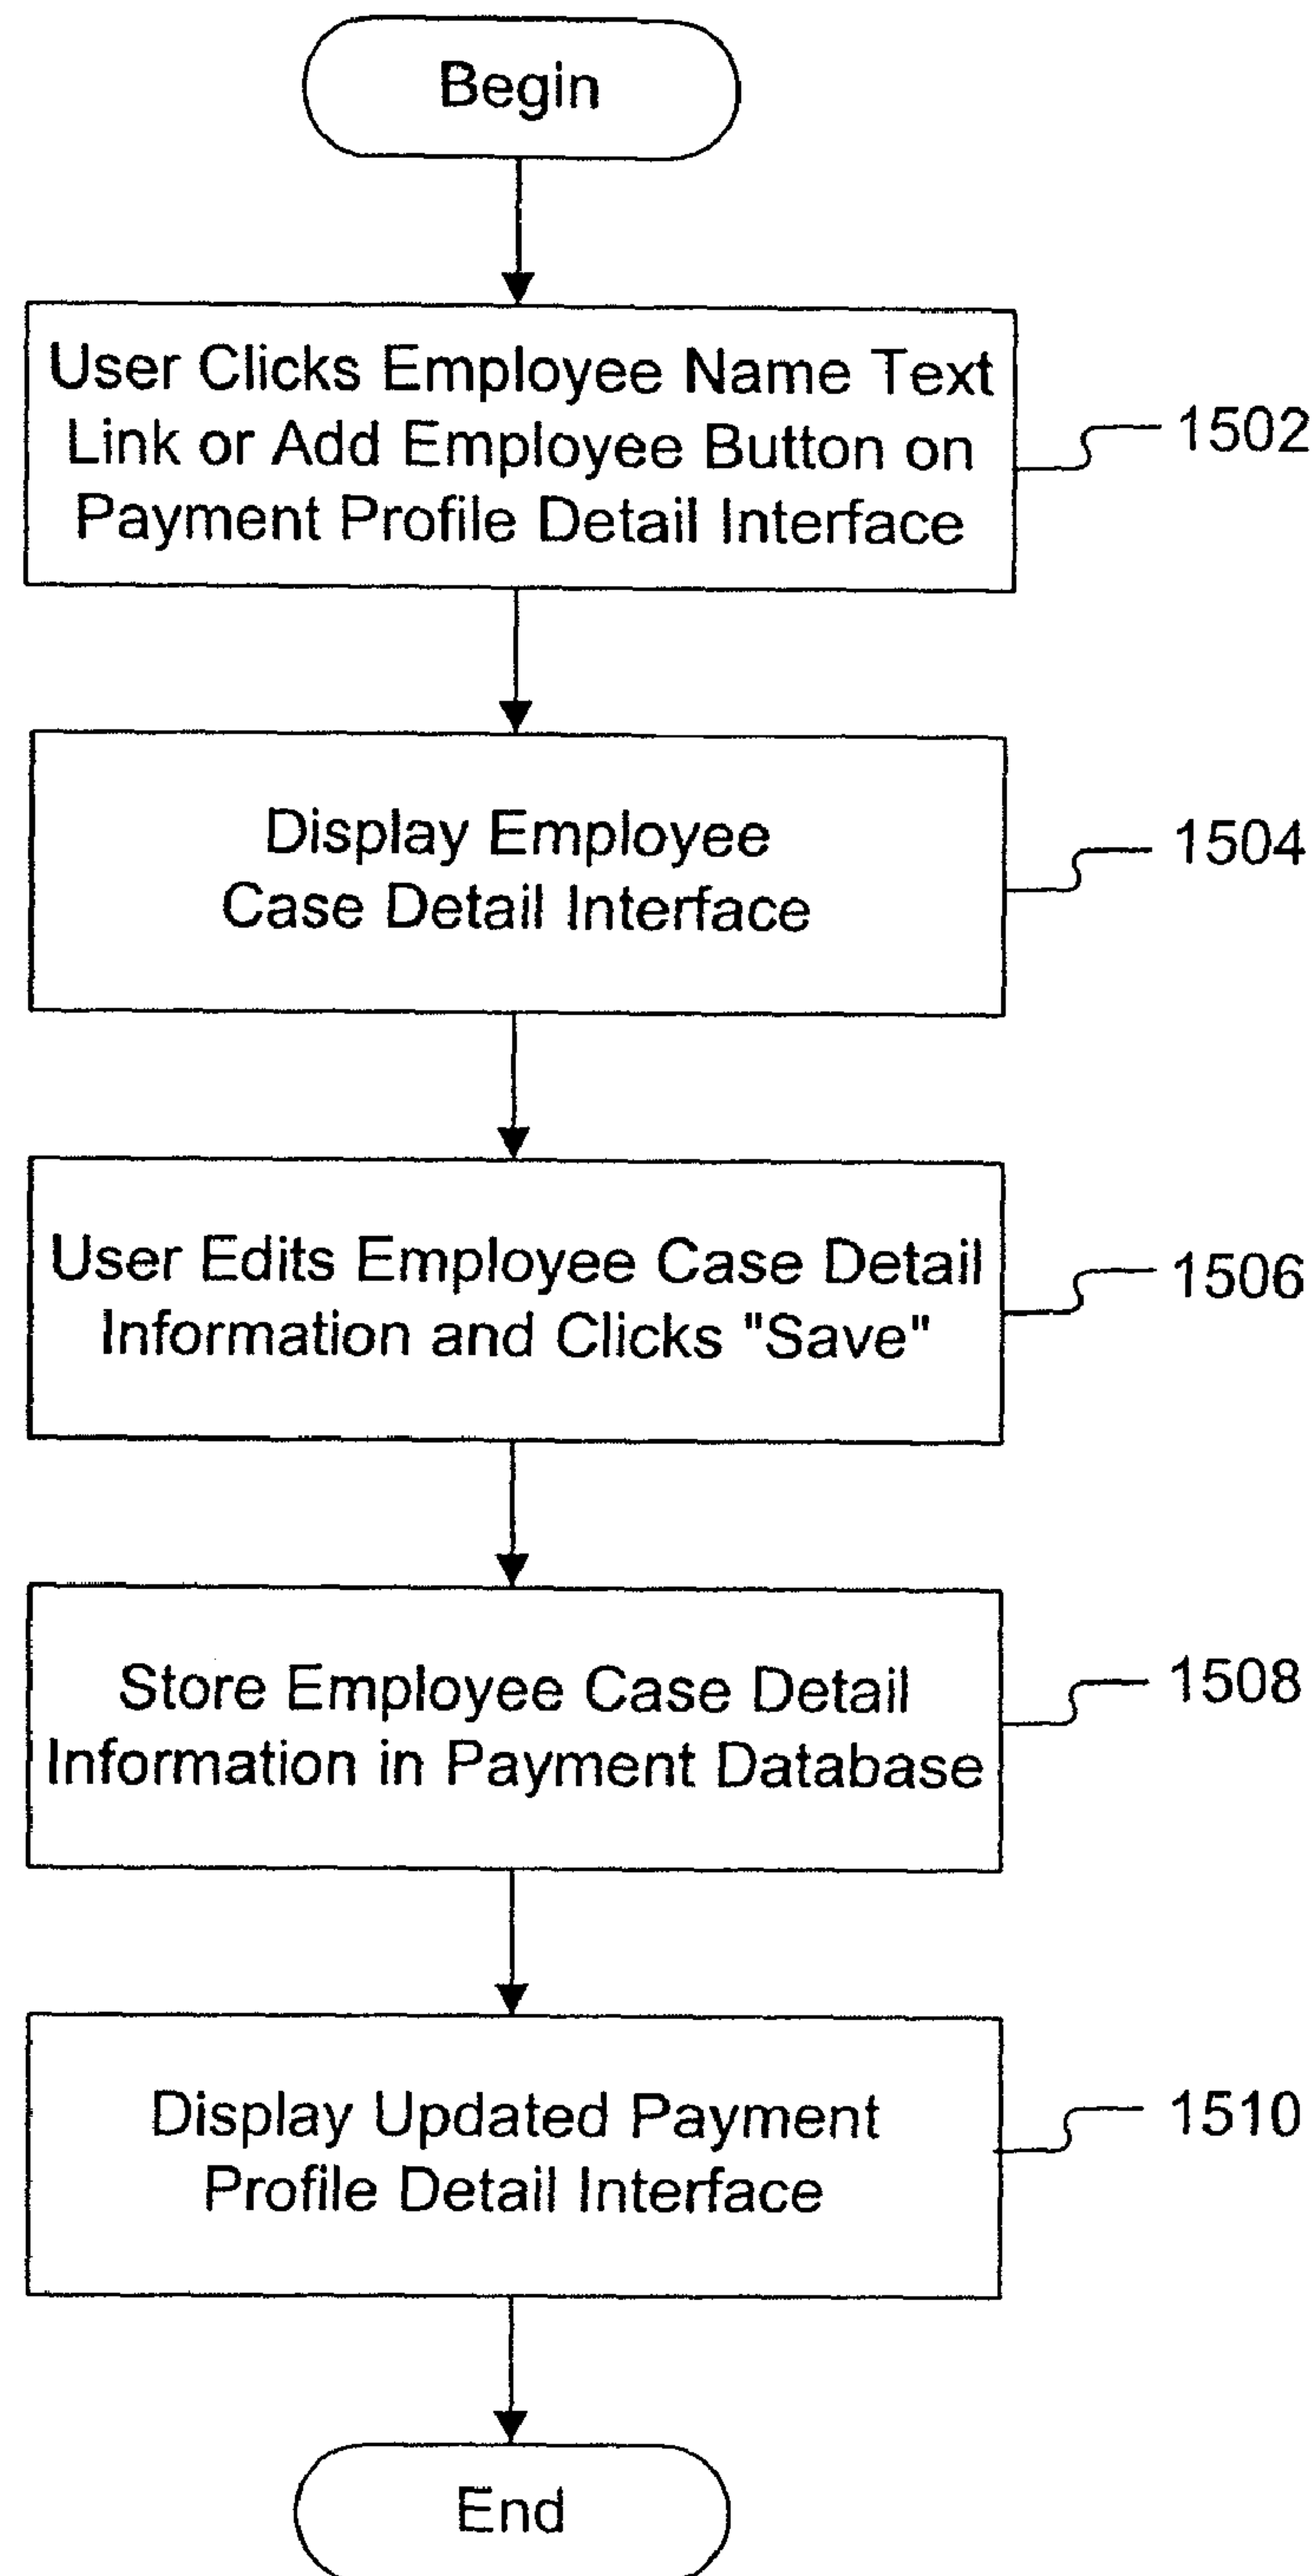 Begin
User Clicks Employee Name Text
Link or Add Employee Button on
Payment Profile Detail Interface
1502
Display Employee
Case Detail Interface
1504
User Edits Employee Case Detail
Information and Clicks "Save"
1506
Store Employee Case Detail
Information in Payment Database
1508
Display Updated Payment
Profile Detail Interface
1510
End